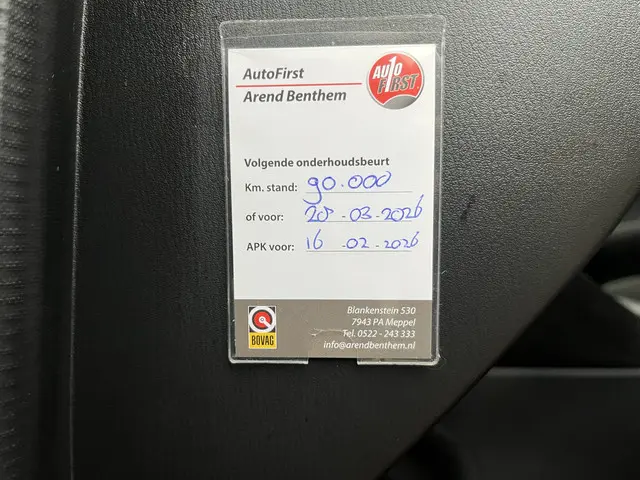 AutoFirst
Arend Benthem
AUTO
FIRST
Volgende onderhoudsbeurt
Km. stand: 90.000
of voor: 28-03-2026
APK voor: 16-02-2026
BOVAG
Blankenstein 530
7943 PA Meppel
Tel. 0522 - 243 333
info@arendbenthem.nl